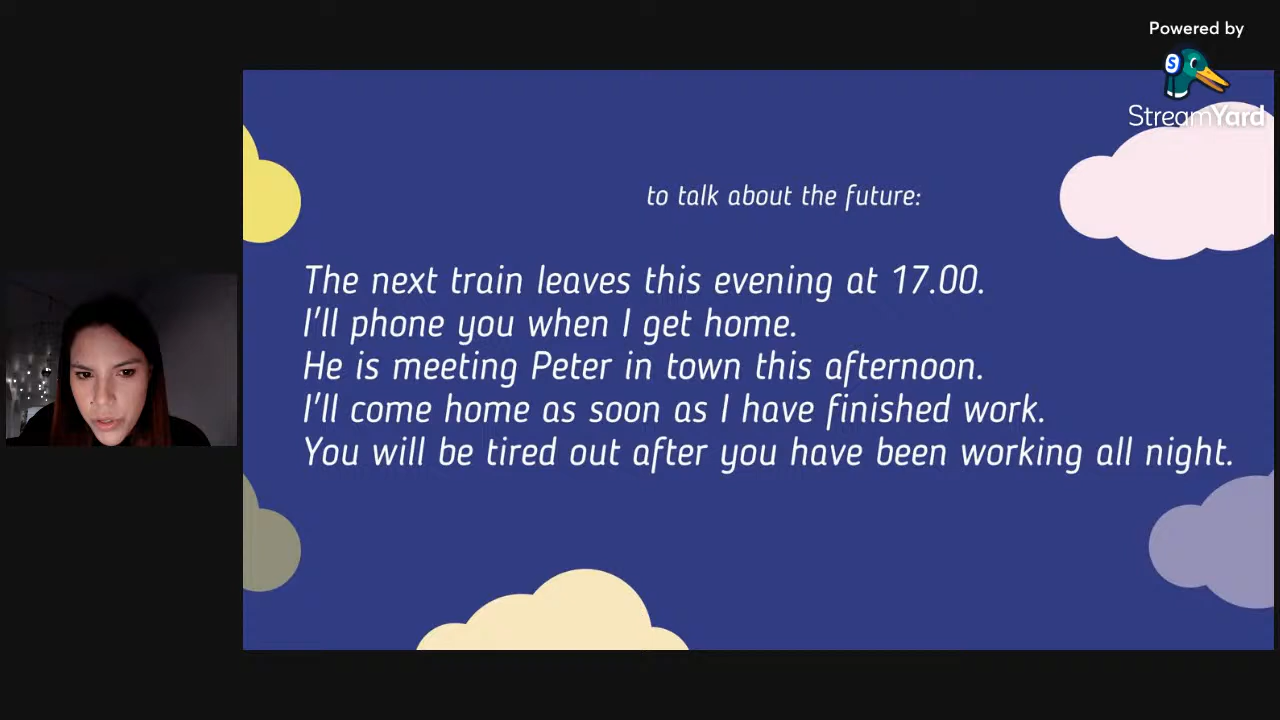 Powered by
S
StreamYard
to talk about the future:
The next train leaves this evening at 17.00.
I'll phone you when I get home.
He is meeting Peter in town this afternoon.
I'll come home as soon as I have finished work.
You will be tired out after you have been working all night.